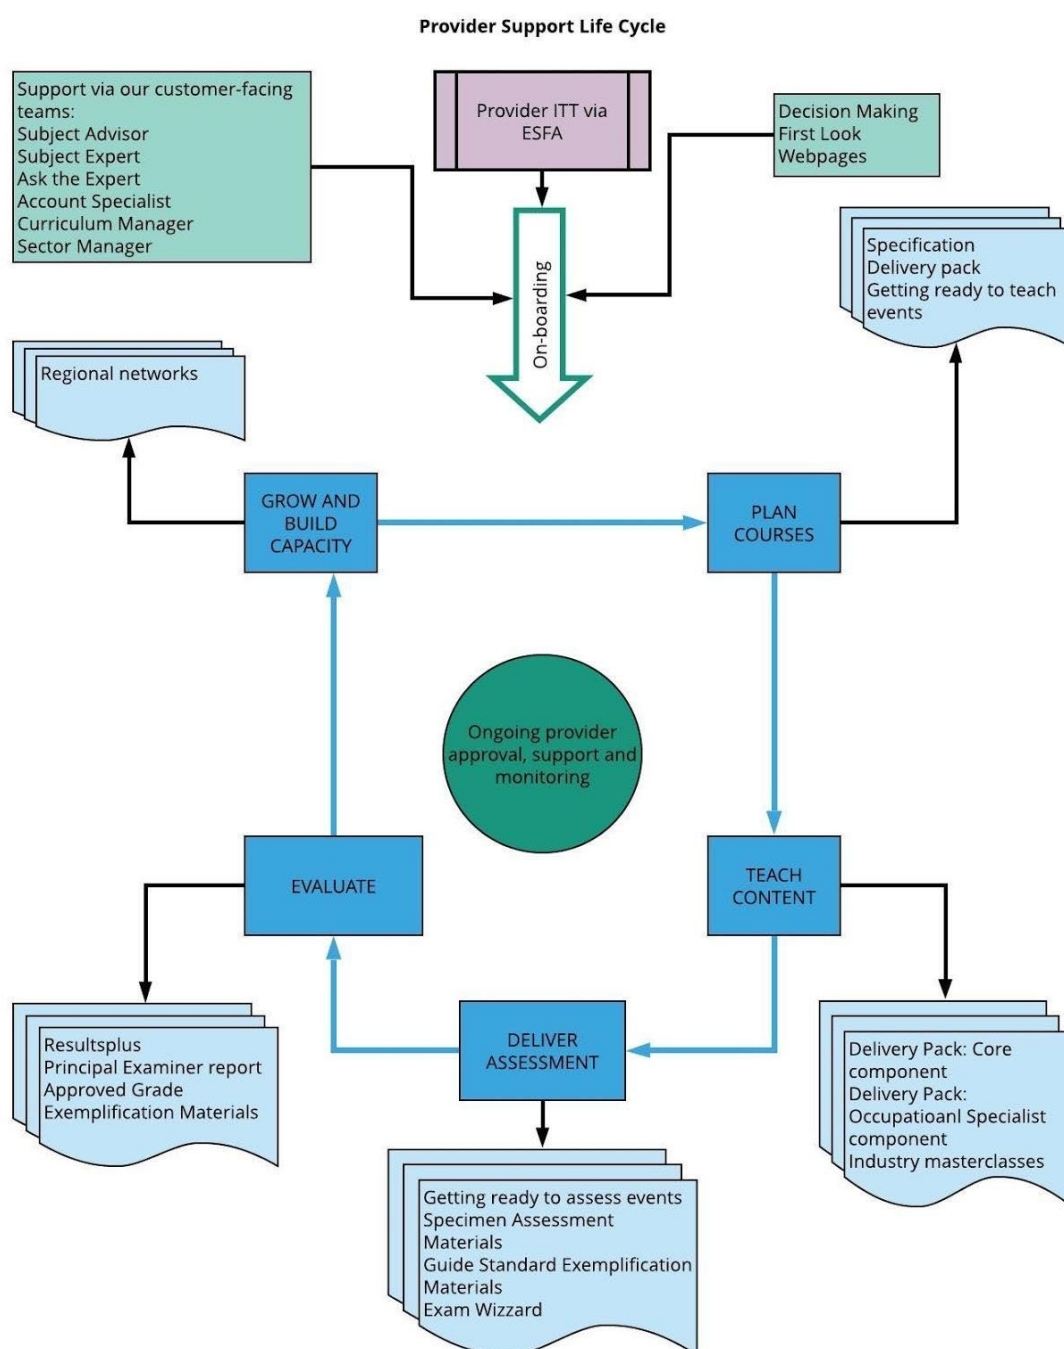 Provider Support Life Cycle
Support via our customer-facing
teams:
Subject Advisor
Subject Expert
Ask the Expert
Account Specialist
Curriculum Manager
Sector Manager
Provider ITT via
ESFA
Decision Making
First Look
Webpages
Specification
Delivery pack
Getting ready to teach
events
On-boarding
Regional networks
GROW AND
BUILD
CAPACITY
PLAN
COURSES
Ongoing provider
approval, support and
monitoring
EVALUATE
TEACH
CONTENT
DELIVER
ASSESSMENT
Resultsplus
Principal Examiner report
Approved Grade
Exemplification Materials
Delivery Pack: Core
component
Delivery Pack:
Occupatioanl Specialist
component
Industry masterclasses
Getting ready to assess events
Specimen Assessment
Materials
Guide Standard Exemplification
Materials
Exam Wizzard